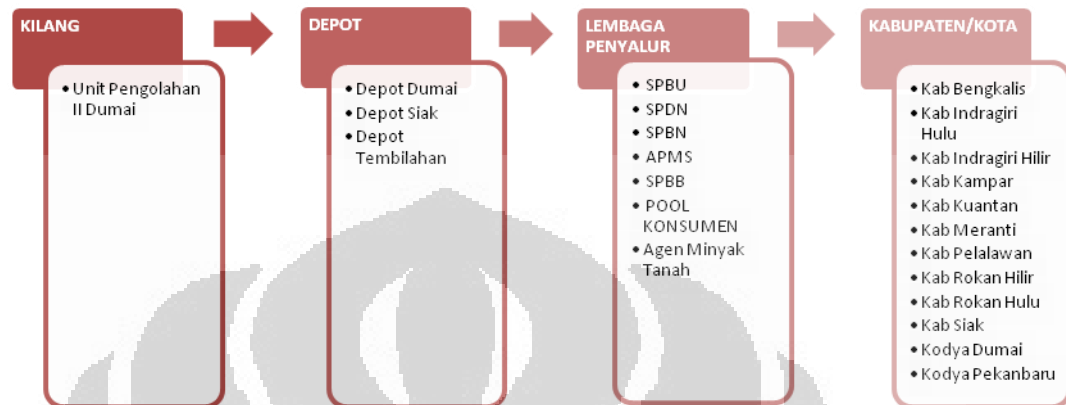 KILANG
• Unit Pengolahan
II Dumai
DEPOT
• Depot Dumai
• Depot Siak
• Depot
Tembilahan
LEMBAGA
PENYALUR
• SPBU
• SPDN
• SPBN
• APMS
• SPBB
• POOL
KONSUMEN
• Agen Minyak
Tanah
KABUPATEN/KOTA
• Kab Bengkalis
• Kab Indragiri
Hulu
• Kab Indragiri Hilir
• Kab Kampar
• Kab Kuantan
• Kab Meranti
• Kab Pelalawan
• Kab Rokan Hilir
• Kab Rokan Hulu
• Kab Siak
• Kodya Dumai
• Kodya Pekanbaru